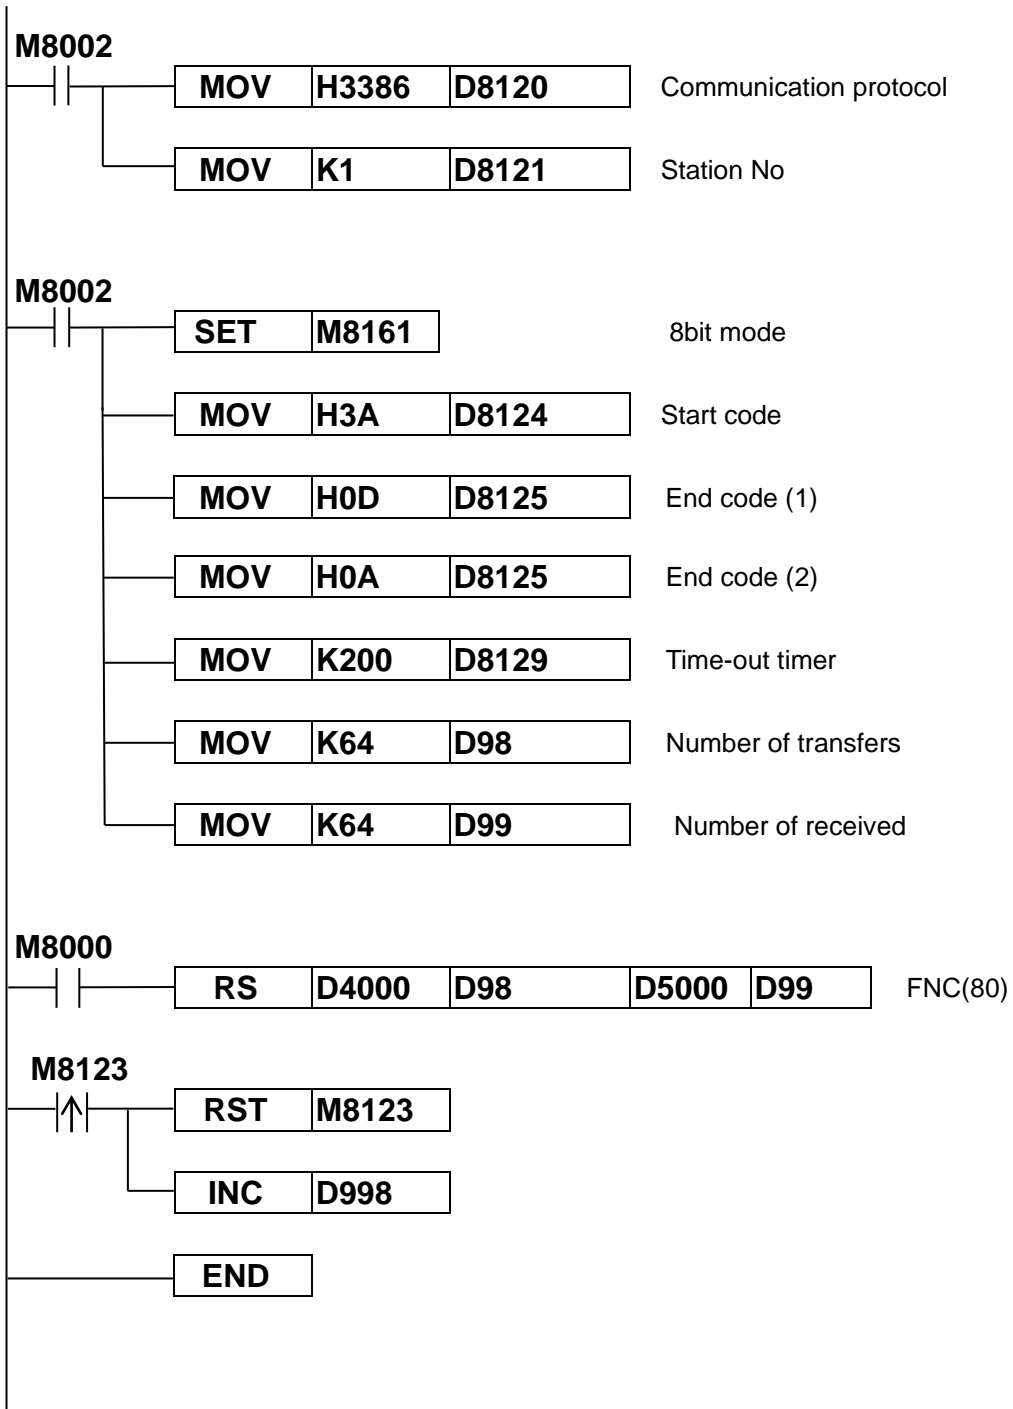 M8002
MOV H3386 D8120 Communication protocol
MOV K1 D8121 Station No
M8002
SET M8161 8bit mode
MOV H3A D8124 Start code
MOV H0D D8125 End code (1)
MOV H0A D8125 End code (2)
MOV K200 D8129 Time-out timer
MOV K64 D98 Number of transfers
MOV K64 D99 Number of received
M8000
RS D4000 D98 D5000 D99 FNC(80)
M8123
RST M8123
INC D998
END